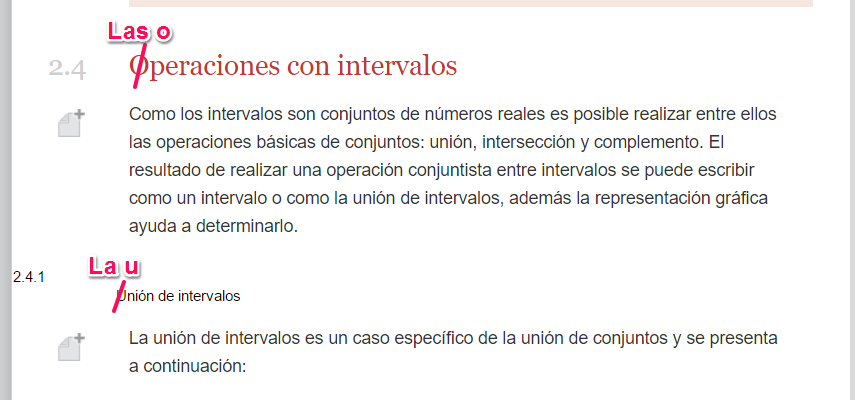 Las o
2.4 Operaciones con intervalos
Como los intervalos son conjuntos de números reales es posible realizar entre ellos
las operaciones básicas de conjuntos: unión, intersección y complemento. El
resultado de realizar una operación conjuntista entre intervalos se puede escribir
como un intervalo o como la unión de intervalos, además la representación gráfica
ayuda a determinarlo.
La u
2.4.1
Unión de intervalos
La unión de intervalos es un caso específico de la unión de conjuntos y se presenta
a continuación: